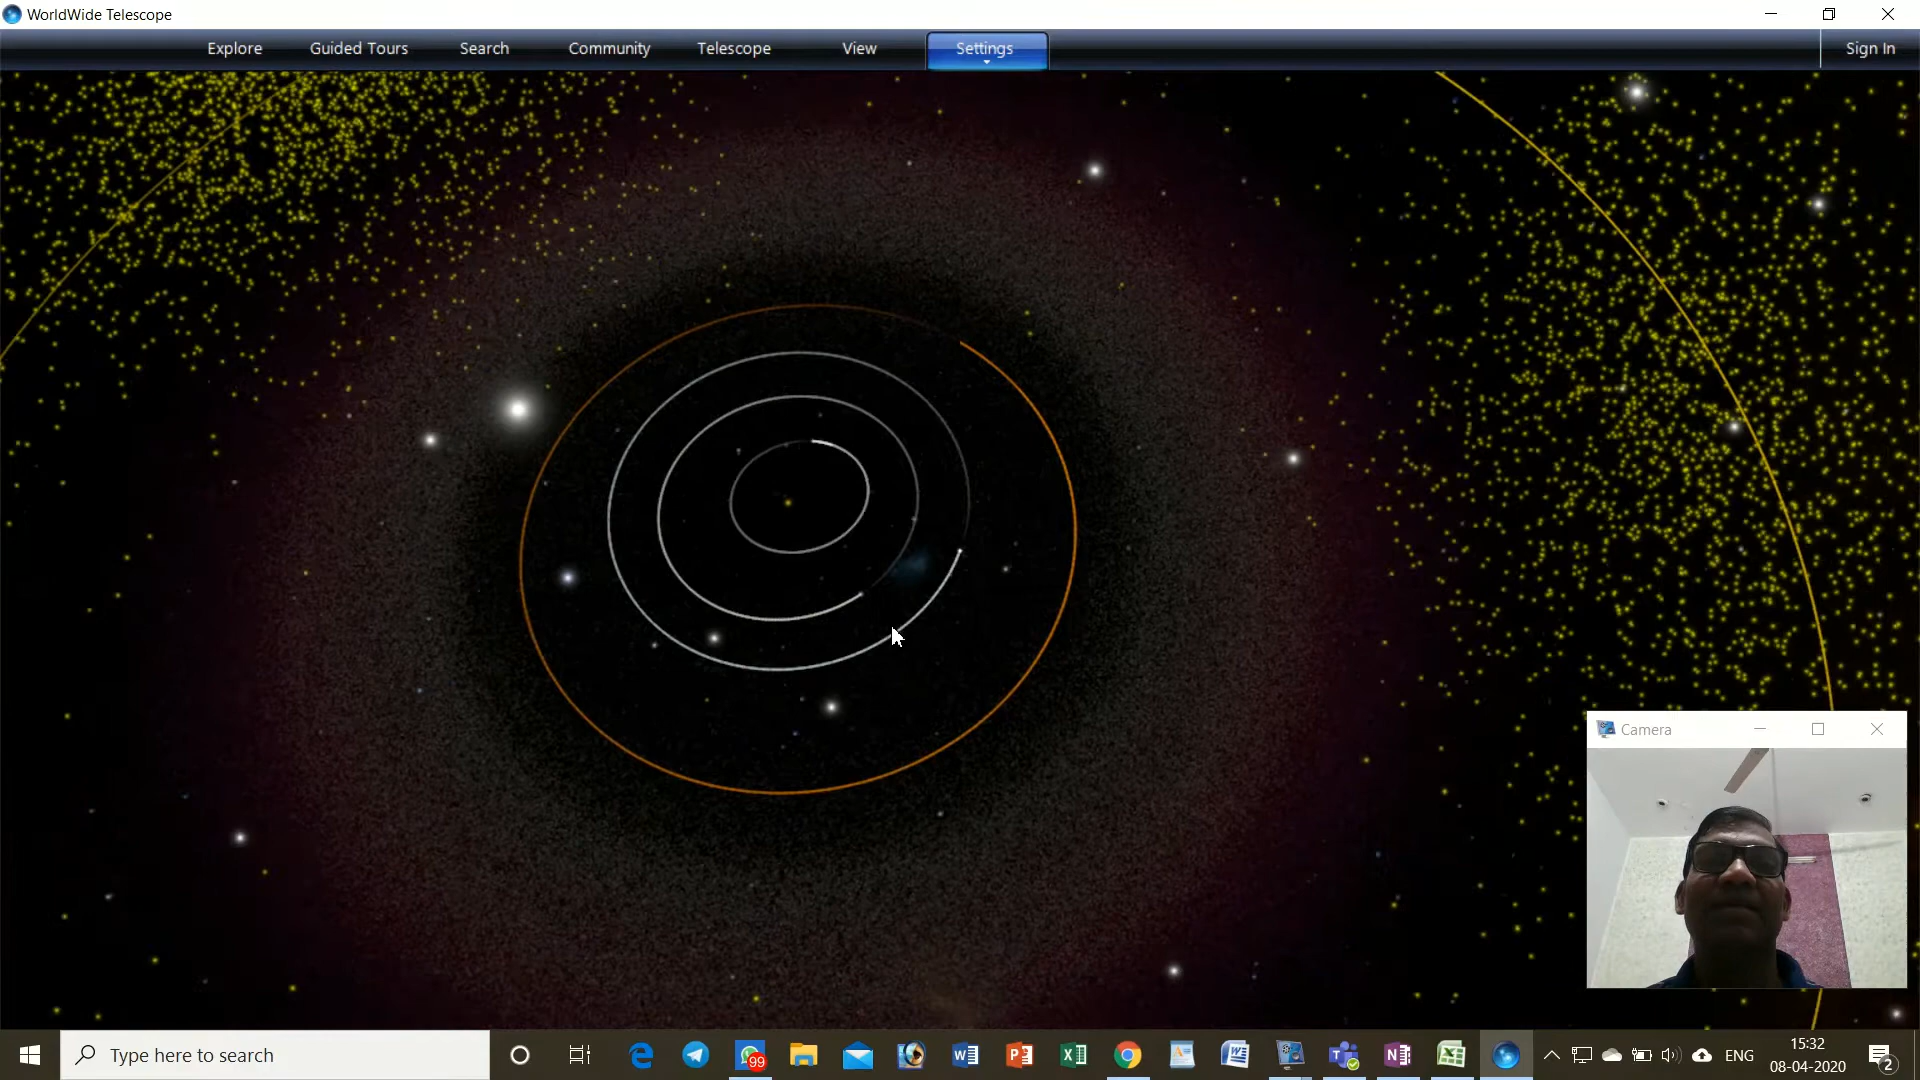 WorldWide Telescope
Explore Guided Tours Search Community Telescope View Settings Sign In
Camera
Type here to search
99
ENG
15:32
08-04-2020
2